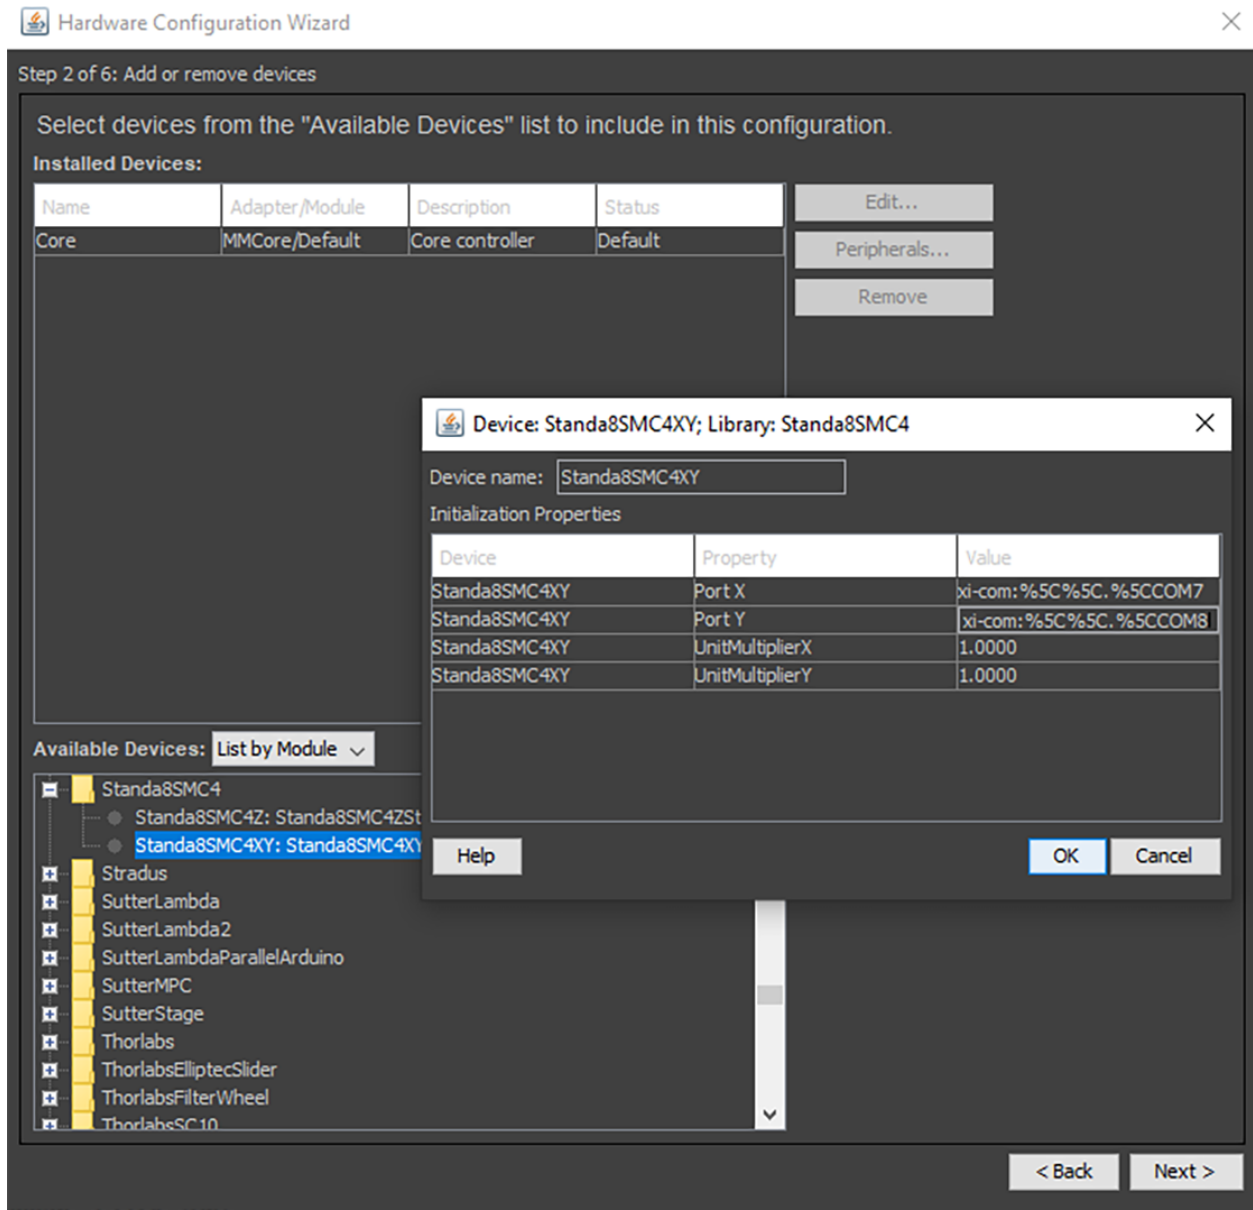 Hardware Configuration Wizard
Step 2 of 6: Add or remove devices
Select devices from the "Available Devices" list to include in this configuration.
Installed Devices:
Name Adapter/Module Description Status
Core MMCore/Default Core controller Default
Edit...
Peripherals...
Remove
Device: Standa8SMC4XY; Library: Standa8SMC4
Device name: Standa8SMC4XY
Initialization Properties
Device Property Value
Standa8SMC4XY Port X xi-com:%5C%5C.%5CCOM7
Standa8SMC4XY Port Y xi-com:%5C%5C.%5CCOM8
Standa8SMC4XY UnitMultiplierX 1.0000
Standa8SMC4XY UnitMultiplierY 1.0000
Help OK Cancel
Available Devices: List by Module
Standa8SMC4
Standa8SMC4Z: Standa8SMC4ZSt
Standa8SMC4XY: Standa8SMC4XY
Stradus
SutterLambda
SutterLambda2
SutterLambdaParallelArduino
SutterMPC
SutterStage
Thorlabs
ThorlabsElliptecSlider
ThorlabsFilterWheel
ThorlabsSC10
< Back Next >